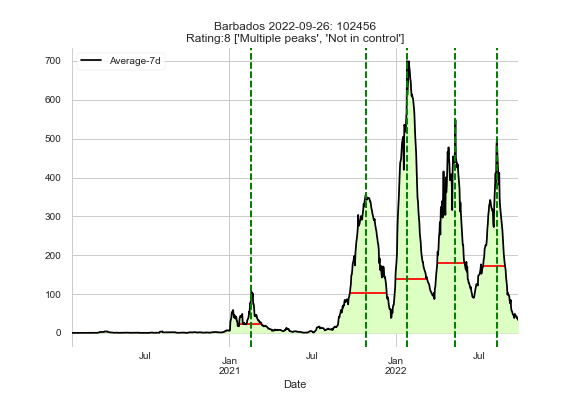 Barbados 2022-09-26: 102456
Rating:8 ['Multiple peaks', 'Not in control']
Average-7d
700
600
500
400
300
200
100
0
Jul
Jan
2021
Jul
Jan
2022
Jul
Date